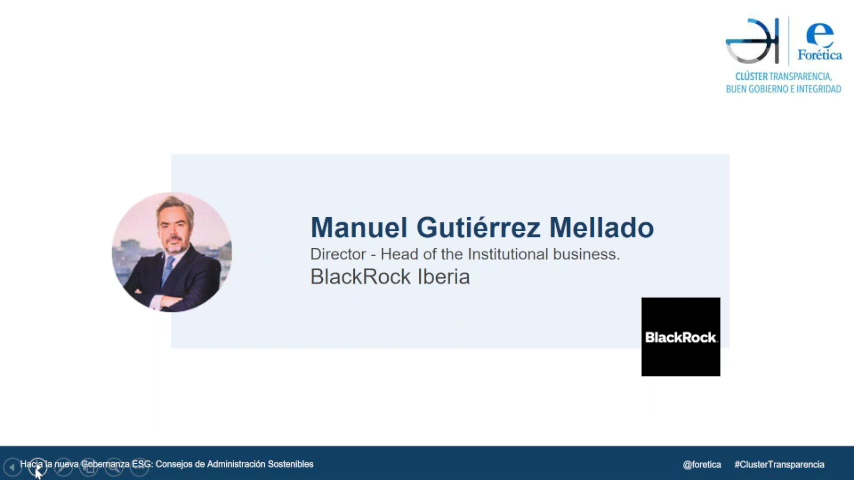 e
Forética
CLÚSTER TRANSPARENCIA,
BUEN GOBIERNO E INTEGRIDAD
Manuel Gutiérrez Mellado
Director - Head of the Institutional business.
BlackRock Iberia
BlackRock.
Hacia la nueva Gobernanza ESG: Consejos de Administración Sostenibles
@foretica #ClusterTransparencia